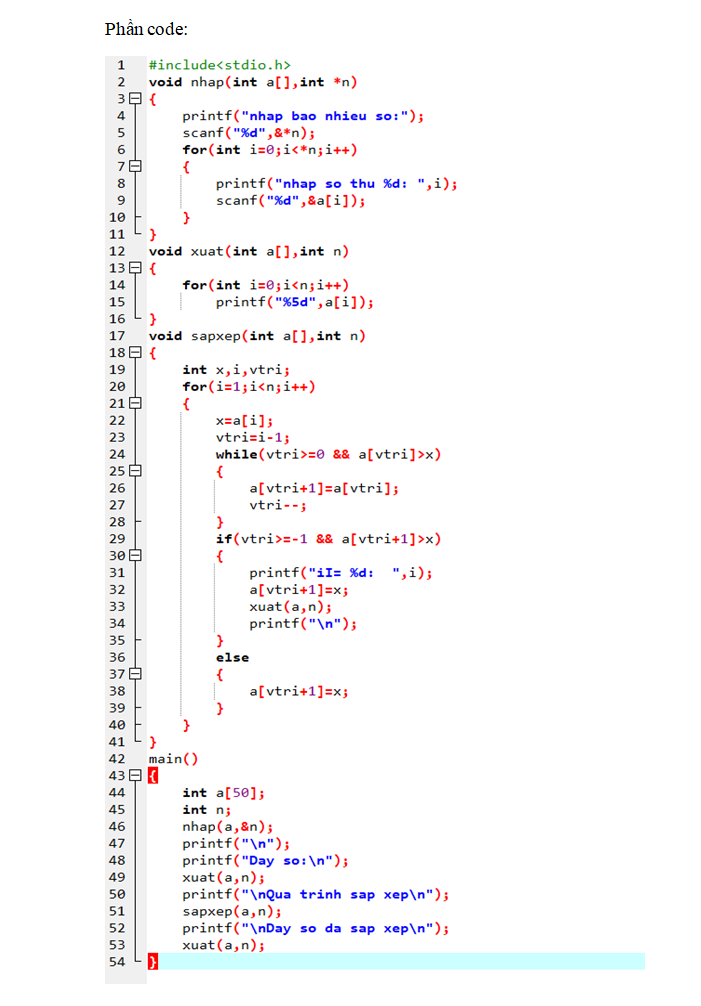 Phần code:
1 #include<stdio.h>
2 void nhap(int a[],int *n)
3 {
4 printf("nhap bao nhieu so:");
5 scanf("%d",&*n);
6 for(int i=0;i<*n;i++)
7 {
8 printf("nhap so thu %d: ",i);
9 scanf("%d",&a[i]);
10 }
11 }
12 void xuat(int a[],int n)
13 {
14 for(int i=0;i<n;i++)
15 printf("%5d",a[i]);
16 }
17 void sapxep(int a[],int n)
18 {
19 int x,i,vtri;
20 for(i=1;i<n;i++)
21 {
22 x=a[i];
23 vtri=i-1;
24 while(vtri>=0 && a[vtri]>x)
25 {
26 a[vtri+1]=a[vtri];
27 vtri--;
28 }
29 if(vtri>=-1 && a[vtri+1]>x)
30 {
31 printf("iI= %d:  ",i);
32 a[vtri+1]=x;
33 xuat(a,n);
34 printf("\n");
35 }
36 else
37 {
38 a[vtri+1]=x;
39 }
40 }
41 }
42 main()
43 {
44 int a[50];
45 int n;
46 nhap(a,&n);
47 printf("\n");
48 printf("Day so:\n");
49 xuat(a,n);
50 printf("\nQua trinh sap xep\n");
51 sapxep(a,n);
52 printf("\nDay so da sap xep\n");
53 xuat(a,n);
54 }